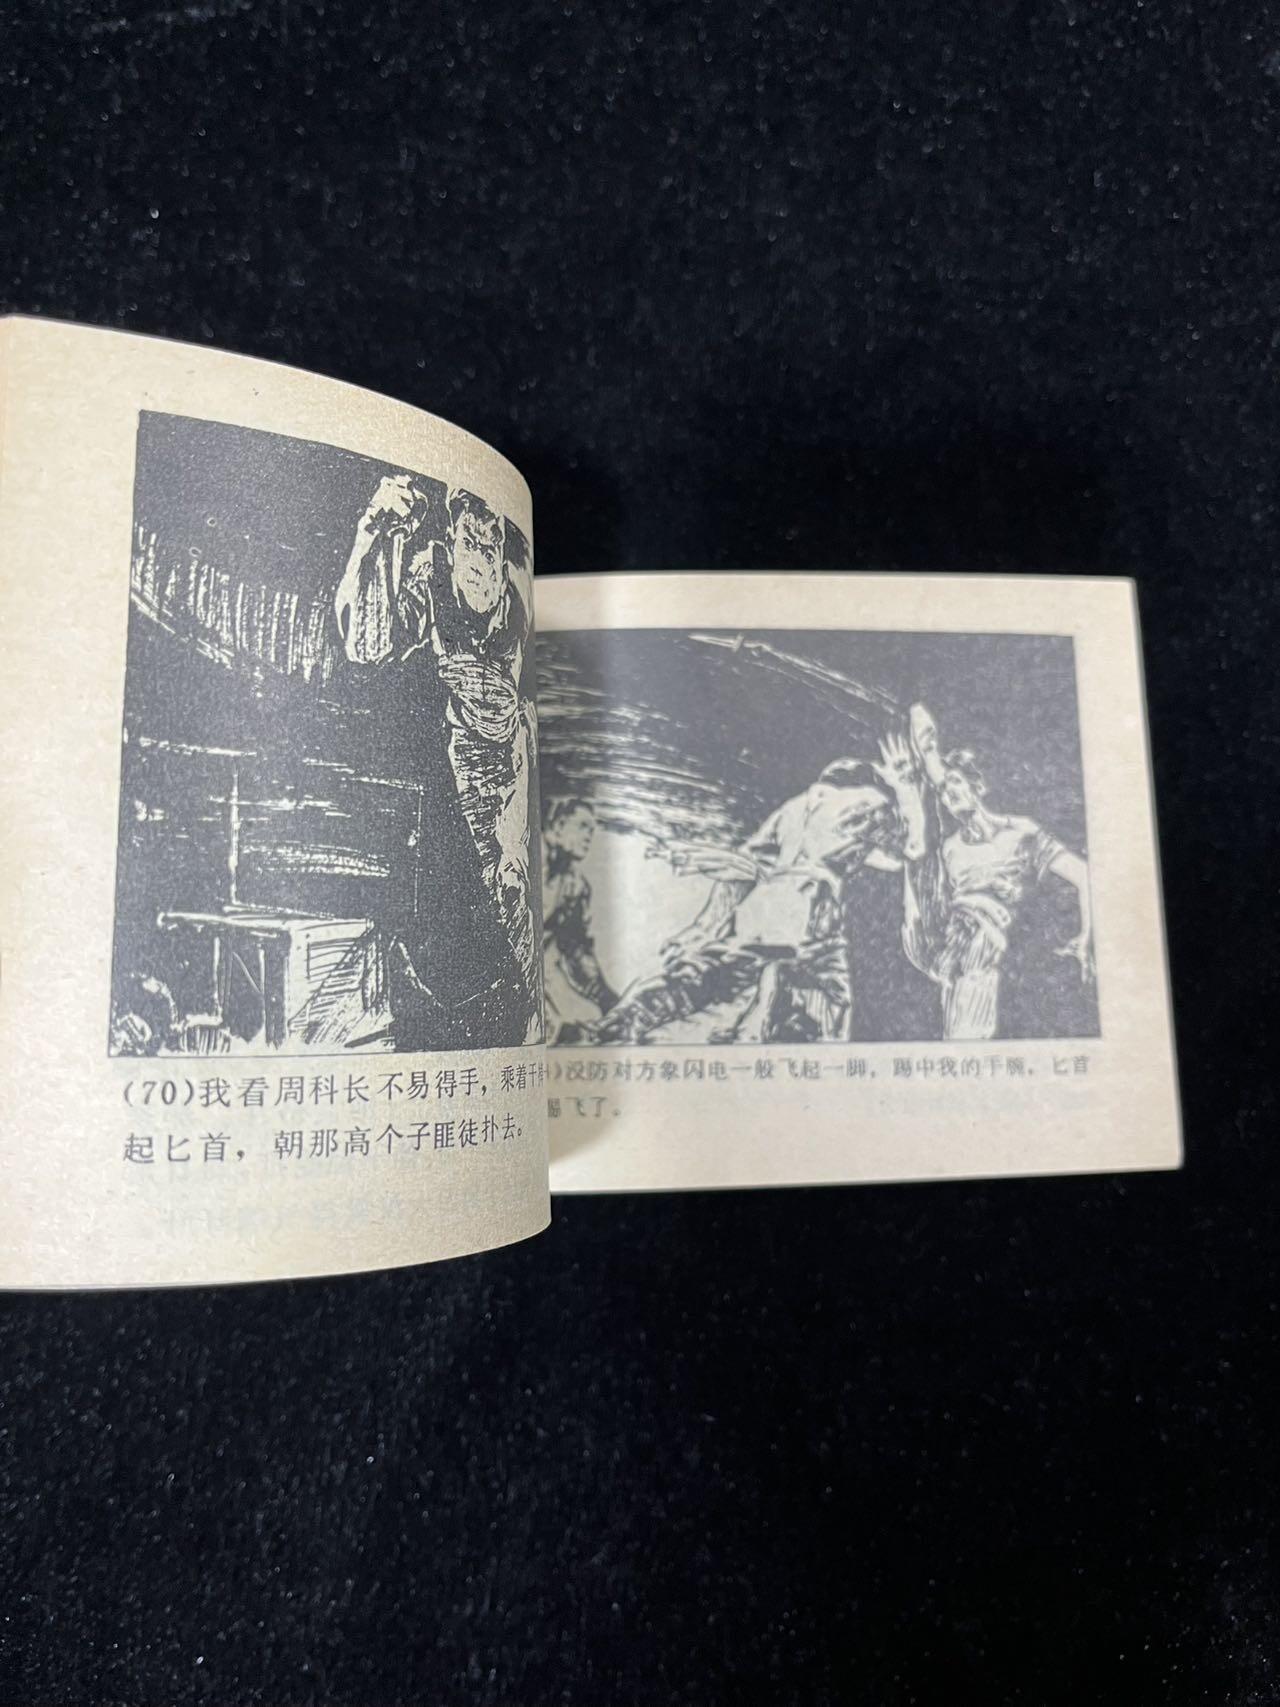 (70)我看周科长不易得手，乘着干
起匕首，朝那高个子匪徒扑去。
)没防对方象闪电一般飞起一脚，踢中我的手腕，匕首
踢飞了。